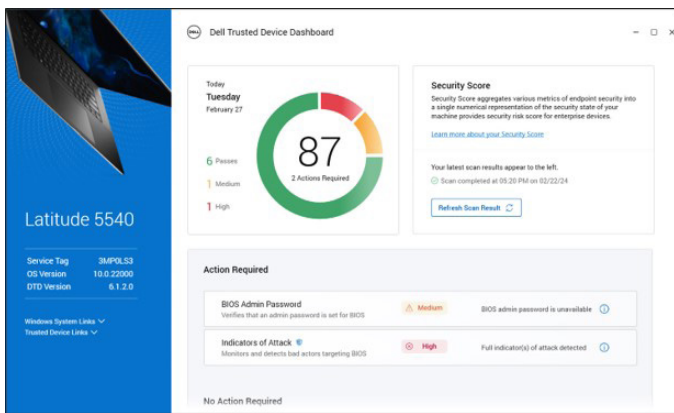 DELL
Dell Trusted Device Dashboard
Latitude 5540
Service Tag 3MP0LS3
OS Version 10.0.22000
DTD Version 6.1.2.0
Windows System Links
Trusted Device Links
Today
Tuesday
February 27
6 Passes
1 Medium
1 High
87
2 Actions Required
Security Score
Security Score aggregates various metrics of endpoint security into
a single numerical representation of the security state of your
machine provides security risk score for enterprise devices.
Learn more about your Security Score
Your latest scan results appear to the left.
Scan completed at 05.20 PM on 02/22/24
Refresh Scan Result
Action Required
BIOS Admin Password
Verifies that an admin password is set for BIOS
Medium
BIOS admin password is unavailable
Indicators of Attack
Monitors and detects bad actors targeting BIOS
High
Full indicator(s) of attack detected
No Action Required